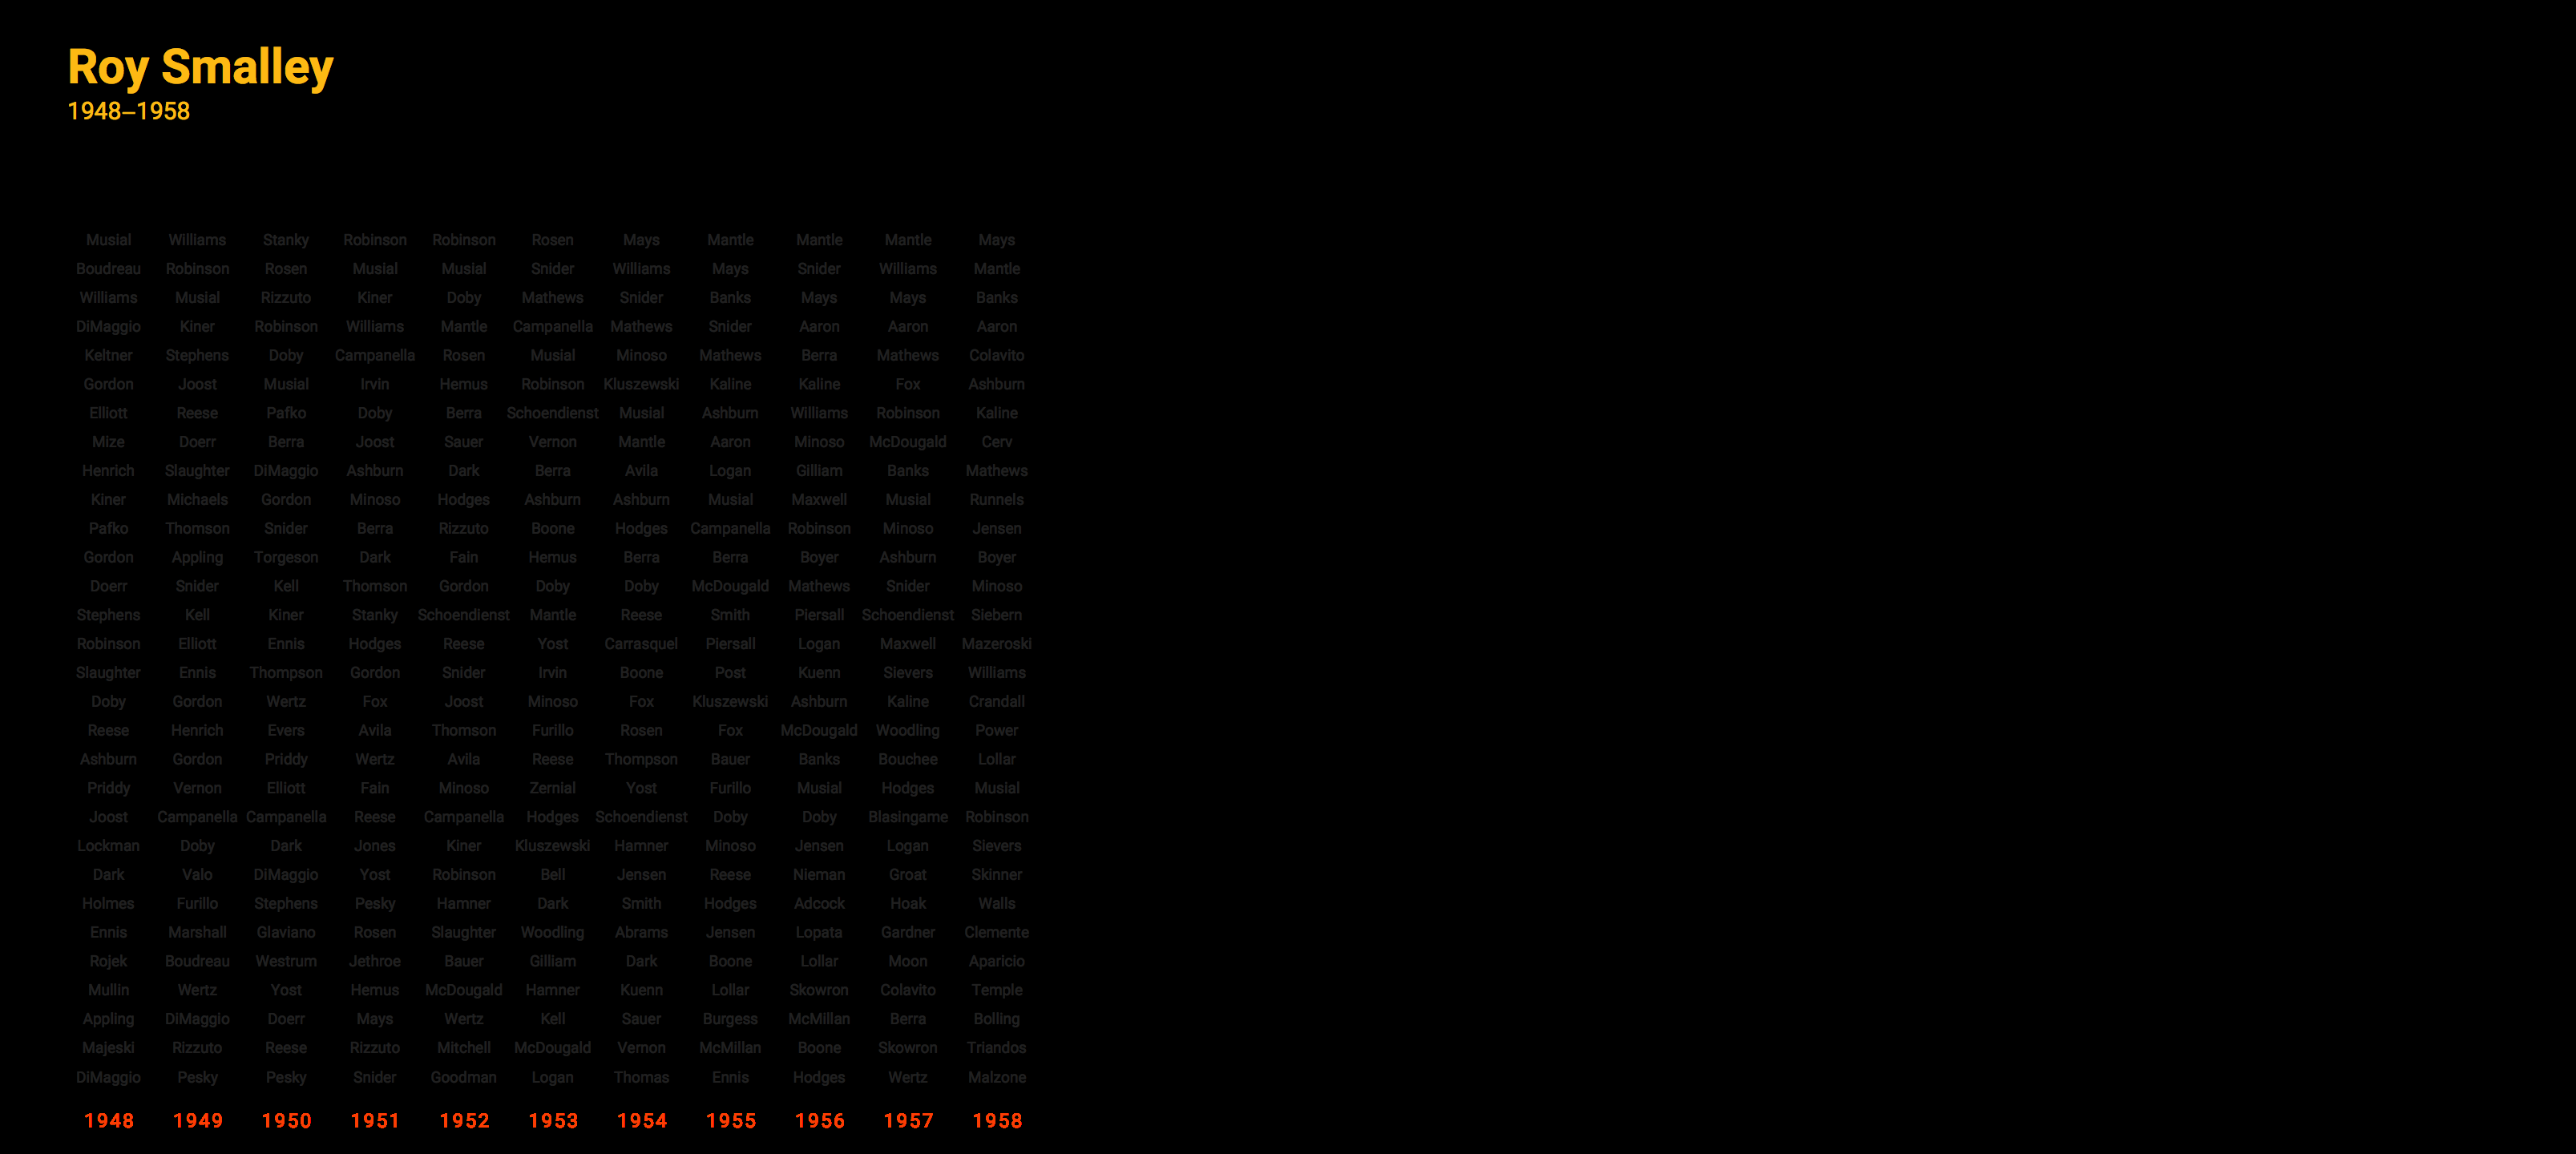 Roy Smalley
1948–1958
Musial Williams Stanky Robinson Robinson Rosen Mays Mantle Mantle Mantle Mays
Boudreau Robinson Rosen Musial Musial Snider Williams Mays Snider Williams Mantle
Williams Musial Rizzuto Kiner Doby Mathews Snider Banks Mays Mays Banks
DiMaggio Kiner Robinson Williams Mantle Campanella Mathews Snider Aaron Aaron Aaron
Keltner Stephens Doby Campanella Rosen Musial Minoso Mathews Berra Mathews Colavito
Gordon Joost Musial Irvin Hemus Robinson Kluszewski Kaline Kaline Fox Ashburn
Elliott Reese Pafko Doby Berra Schoendienst Musial Ashburn Williams Robinson Kaline
Mize Doerr Berra Joost Sauer Vernon Mantle Aaron Minoso McDougald Cerv
Henrich Slaughter DiMaggio Ashburn Dark Berra Avila Logan Gilliam Banks Mathews
Kiner Michaels Gordon Minoso Hodges Ashburn Ashburn Musial Maxwell Musial Runnels
Pafko Thomson Snider Berra Rizzuto Boone Hodges Campanella Robinson Minoso Jensen
Gordon Appling Torgeson Dark Fain Hemus Berra Berra Boyer Ashburn Boyer
Doerr Snider Kell Thomson Gordon Doby Doby McDougald Mathews Snider Minoso
Stephens Kell Kiner Stanky Schoendienst Mantle Reese Smith Piersall Schoendienst Siebern
Robinson Elliott Ennis Hodges Reese Yost Carrasquel Piersall Logan Maxwell Mazeroski
Slaughter Ennis Thompson Gordon Snider Irvin Boone Post Kuenn Sievers Williams
Doby Gordon Wertz Fox Joost Minoso Fox Kluszewski Ashburn Kaline Crandall
Reese Henrich Evers Avila Thomson Furillo Rosen Fox McDougald Woodling Power
Ashburn Gordon Priddy Wertz Avila Reese Thompson Bauer Banks Bouchee Lollar
Priddy Vernon Elliott Fain Minoso Zernial Yost Furillo Musial Hodges Musial
Joost Campanella Campanella Reese Campanella Hodges Schoendienst Doby Doby Blasingame Robinson
Lockman Doby Dark Jones Kiner Kluszewski Hamner Minoso Jensen Logan Sievers
Dark Valo DiMaggio Yost Robinson Bell Jensen Reese Nieman Groat Skinner
Holmes Furillo Stephens Pesky Hamner Dark Smith Hodges Adcock Hoak Walls
Ennis Marshall Glaviano Rosen Slaughter Woodling Abrams Jensen Lopata Gardner Clemente
Rojek Boudreau Westrum Jethroe Bauer Gilliam Dark Boone Lollar Moon Aparicio
Mullin Wertz Yost Hemus McDougald Hamner Kuenn Lollar Skowron Colavito Temple
Appling DiMaggio Doerr Mays Wertz Kell Sauer Burgess McMillan Berra Bolling
Majeski Rizzuto Reese Rizzuto Mitchell McDougald Vernon McMillan Boone Skowron Triandos
DiMaggio Pesky Pesky Snider Goodman Logan Thomas Ennis Hodges Wertz Malzone
1948 1949 1950 1951 1952 1953 1954 1955 1956 1957 1958